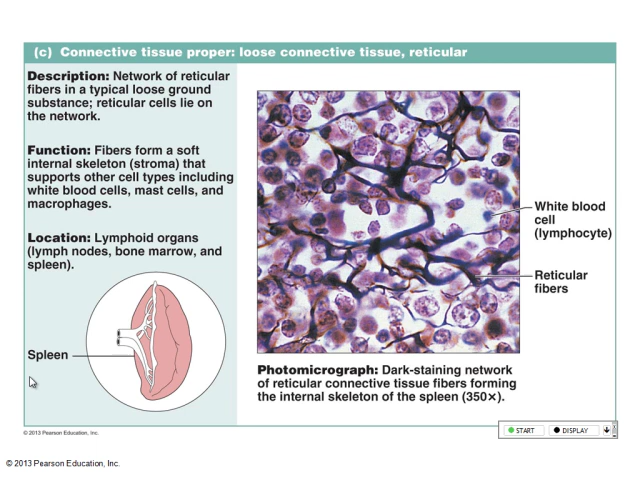 (c) Connective tissue proper: loose connective tissue, reticular
Description: Network of reticular
fibers in a typical loose ground
substance; reticular cells lie on
the network.
Function: Fibers form a soft
internal skeleton (stroma) that
supports other cell types including
white blood cells, mast cells, and
macrophages.
Location: Lymphoid organs
(lymph nodes, bone marrow, and
spleen).
Spleen
White blood
cell
(lymphocyte)
Reticular
fibers
Photomicrograph: Dark-staining network
of reticular connective tissue fibers forming
the internal skeleton of the spleen (350×).
© 2013 Pearson Education, Inc.
START
DISPLAY
© 2013 Pearson Education, Inc.